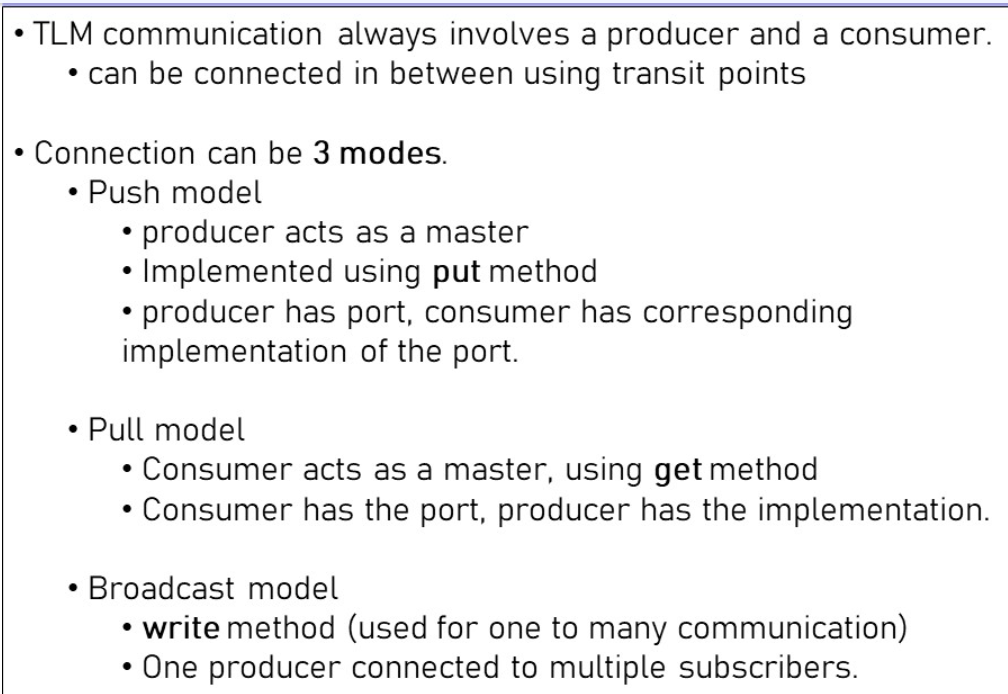 • TLM communication always involves a producer and a consumer.
• can be connected in between using transit points
• Connection can be 3 modes.
• Push model
• producer acts as a master
• Implemented using put method
• producer has port, consumer has corresponding
implementation of the port.
• Pull model
• Consumer acts as a master, using get method
• Consumer has the port, producer has the implementation.
• Broadcast model
• write method (used for one to many communication)
• One producer connected to multiple subscribers.